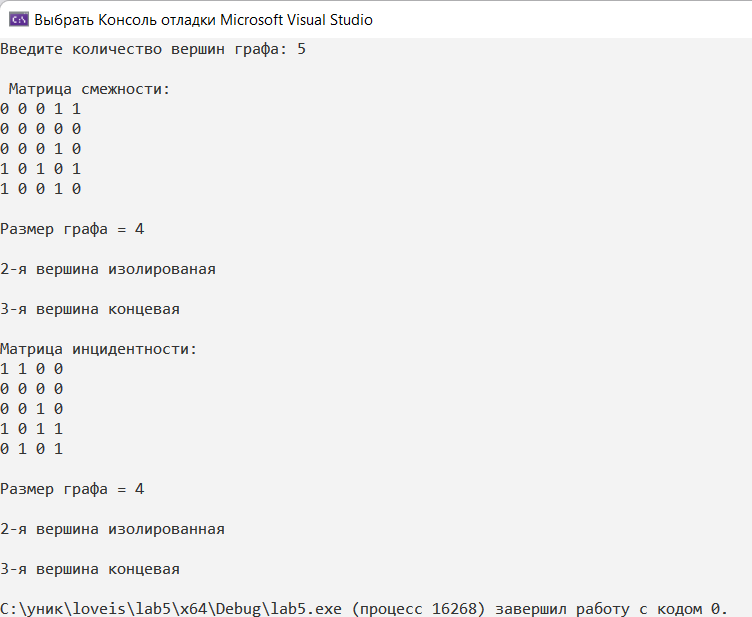 Выбрать Консоль отладки Microsoft Visual Studio
Введите количество вершин графа: 5
Матрица смежности:
0 0 0 1 1
0 0 0 0 0
0 0 0 1 0
1 0 1 0 1
1 0 0 1 0
Размер графа = 4
2-я вершина изолированая
3-я вершина концевая
Матрица инцидентности:
1 1 0 0
0 0 0 0
0 0 1 0
1 0 1 1
0 1 0 1
Размер графа = 4
2-я вершина изолированная
3-я вершина концевая
C:\уник\loveis\lab5\x64\Debug\lab5.exe (процесс 16268) завершил работу с кодом 0.